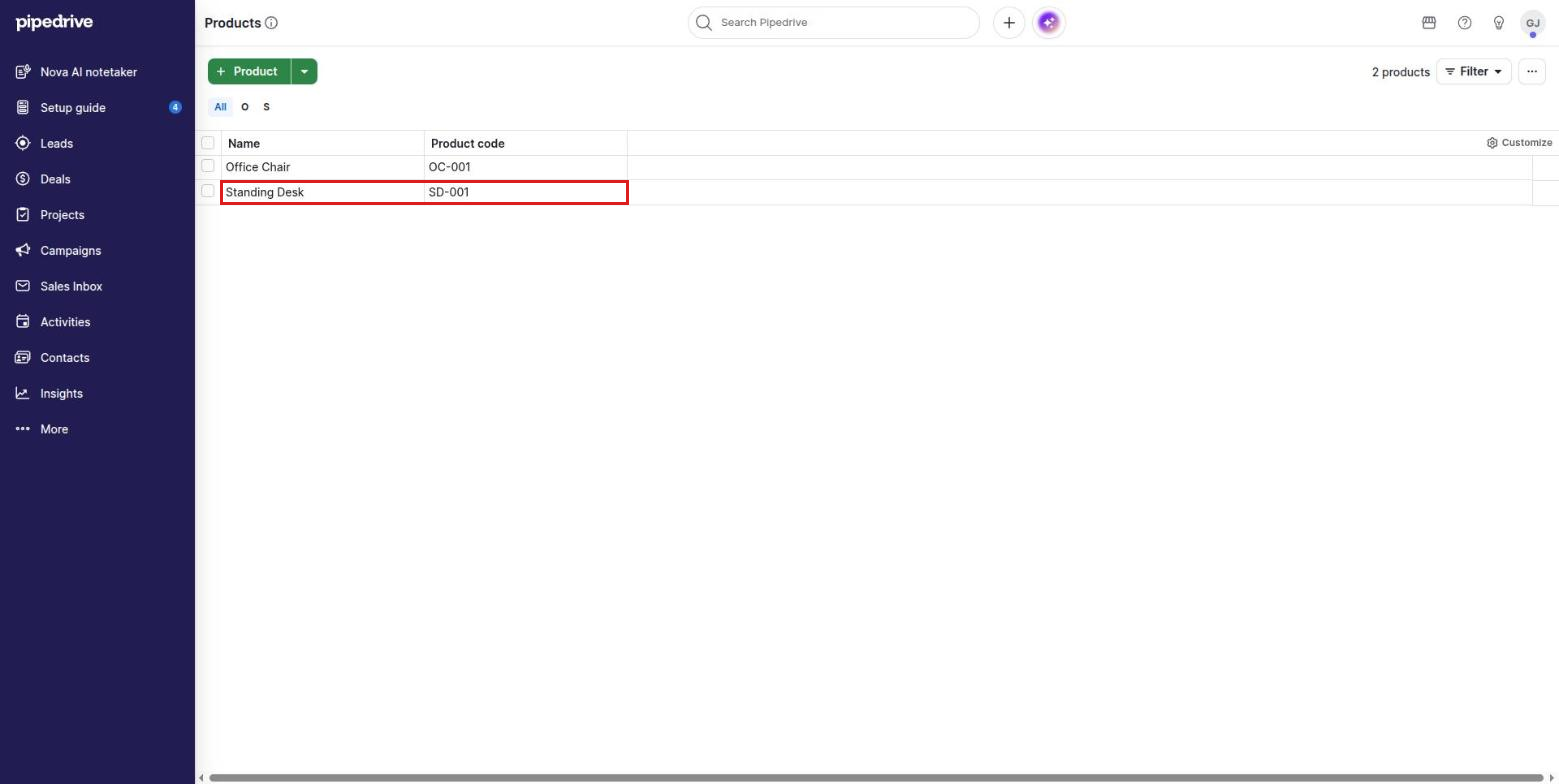 pipedrive
Products
Search Pipedrive
GJ
Nova AI notetaker
Setup guide 4
Leads
Deals
Projects
Campaigns
Sales Inbox
Activities
Contacts
Insights
More
+ Product
2 products
Filter
All O S
Name Product code
Customize
Office Chair OC-001
Standing Desk SD-001